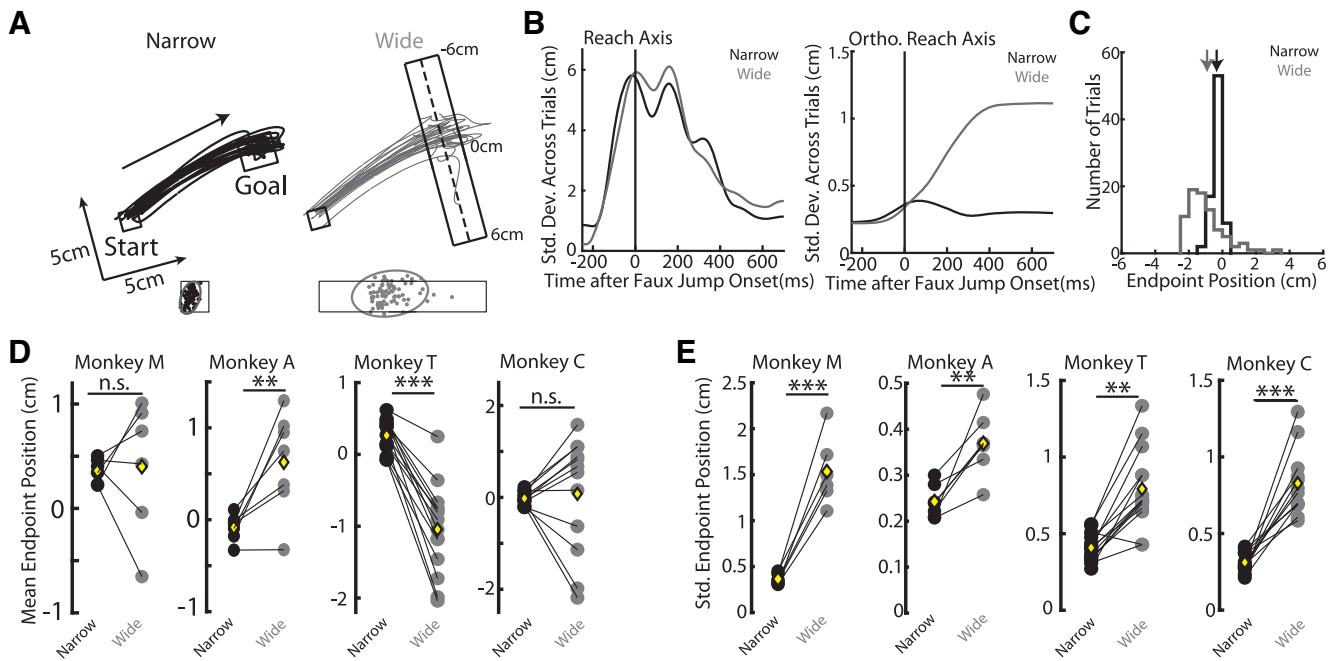 A
Narrow
Wide
-6cm
0cm
6cm
Goal
Start
5cm
5cm
B
Reach Axis
Narrow
Wide
Std. Dev. Across Trials (cm)
6
4
2
0
-200 0 200 400 600
Time after Faux Jump Onset(ms)
Ortho. Reach Axis
Narrow
Wide
Std. Dev. Across Trials (cm)
1.5
1
0.5
0
-200 0 200 400 600
Time after Faux Jump Onset(ms)
C
Narrow
Wide
Number of Trials
60
40
20
0
-6 -4 -2 0 2 4 6
Endpoint Position (cm)
D
Mean Endpoint Position (cm)
Monkey M
n.s.
1
0
-1
Narrow
Wide
Monkey A
**
1
0
-1
Narrow
Wide
Monkey T
***
1
0
-1
-2
Narrow
Wide
Monkey C
n.s.
2
0
-2
Narrow
Wide
E
Std. Endpoint Position (cm)
Monkey M
***
2.5
2
1.5
1
0.5
0
Narrow
Wide
Monkey A
**
0.5
0.4
0.3
0.2
0.1
0.0
Narrow
Wide
Monkey T
**
1.5
1
0.5
0
Narrow
Wide
Monkey C
***
1.5
1
0.5
0
Narrow
Wide